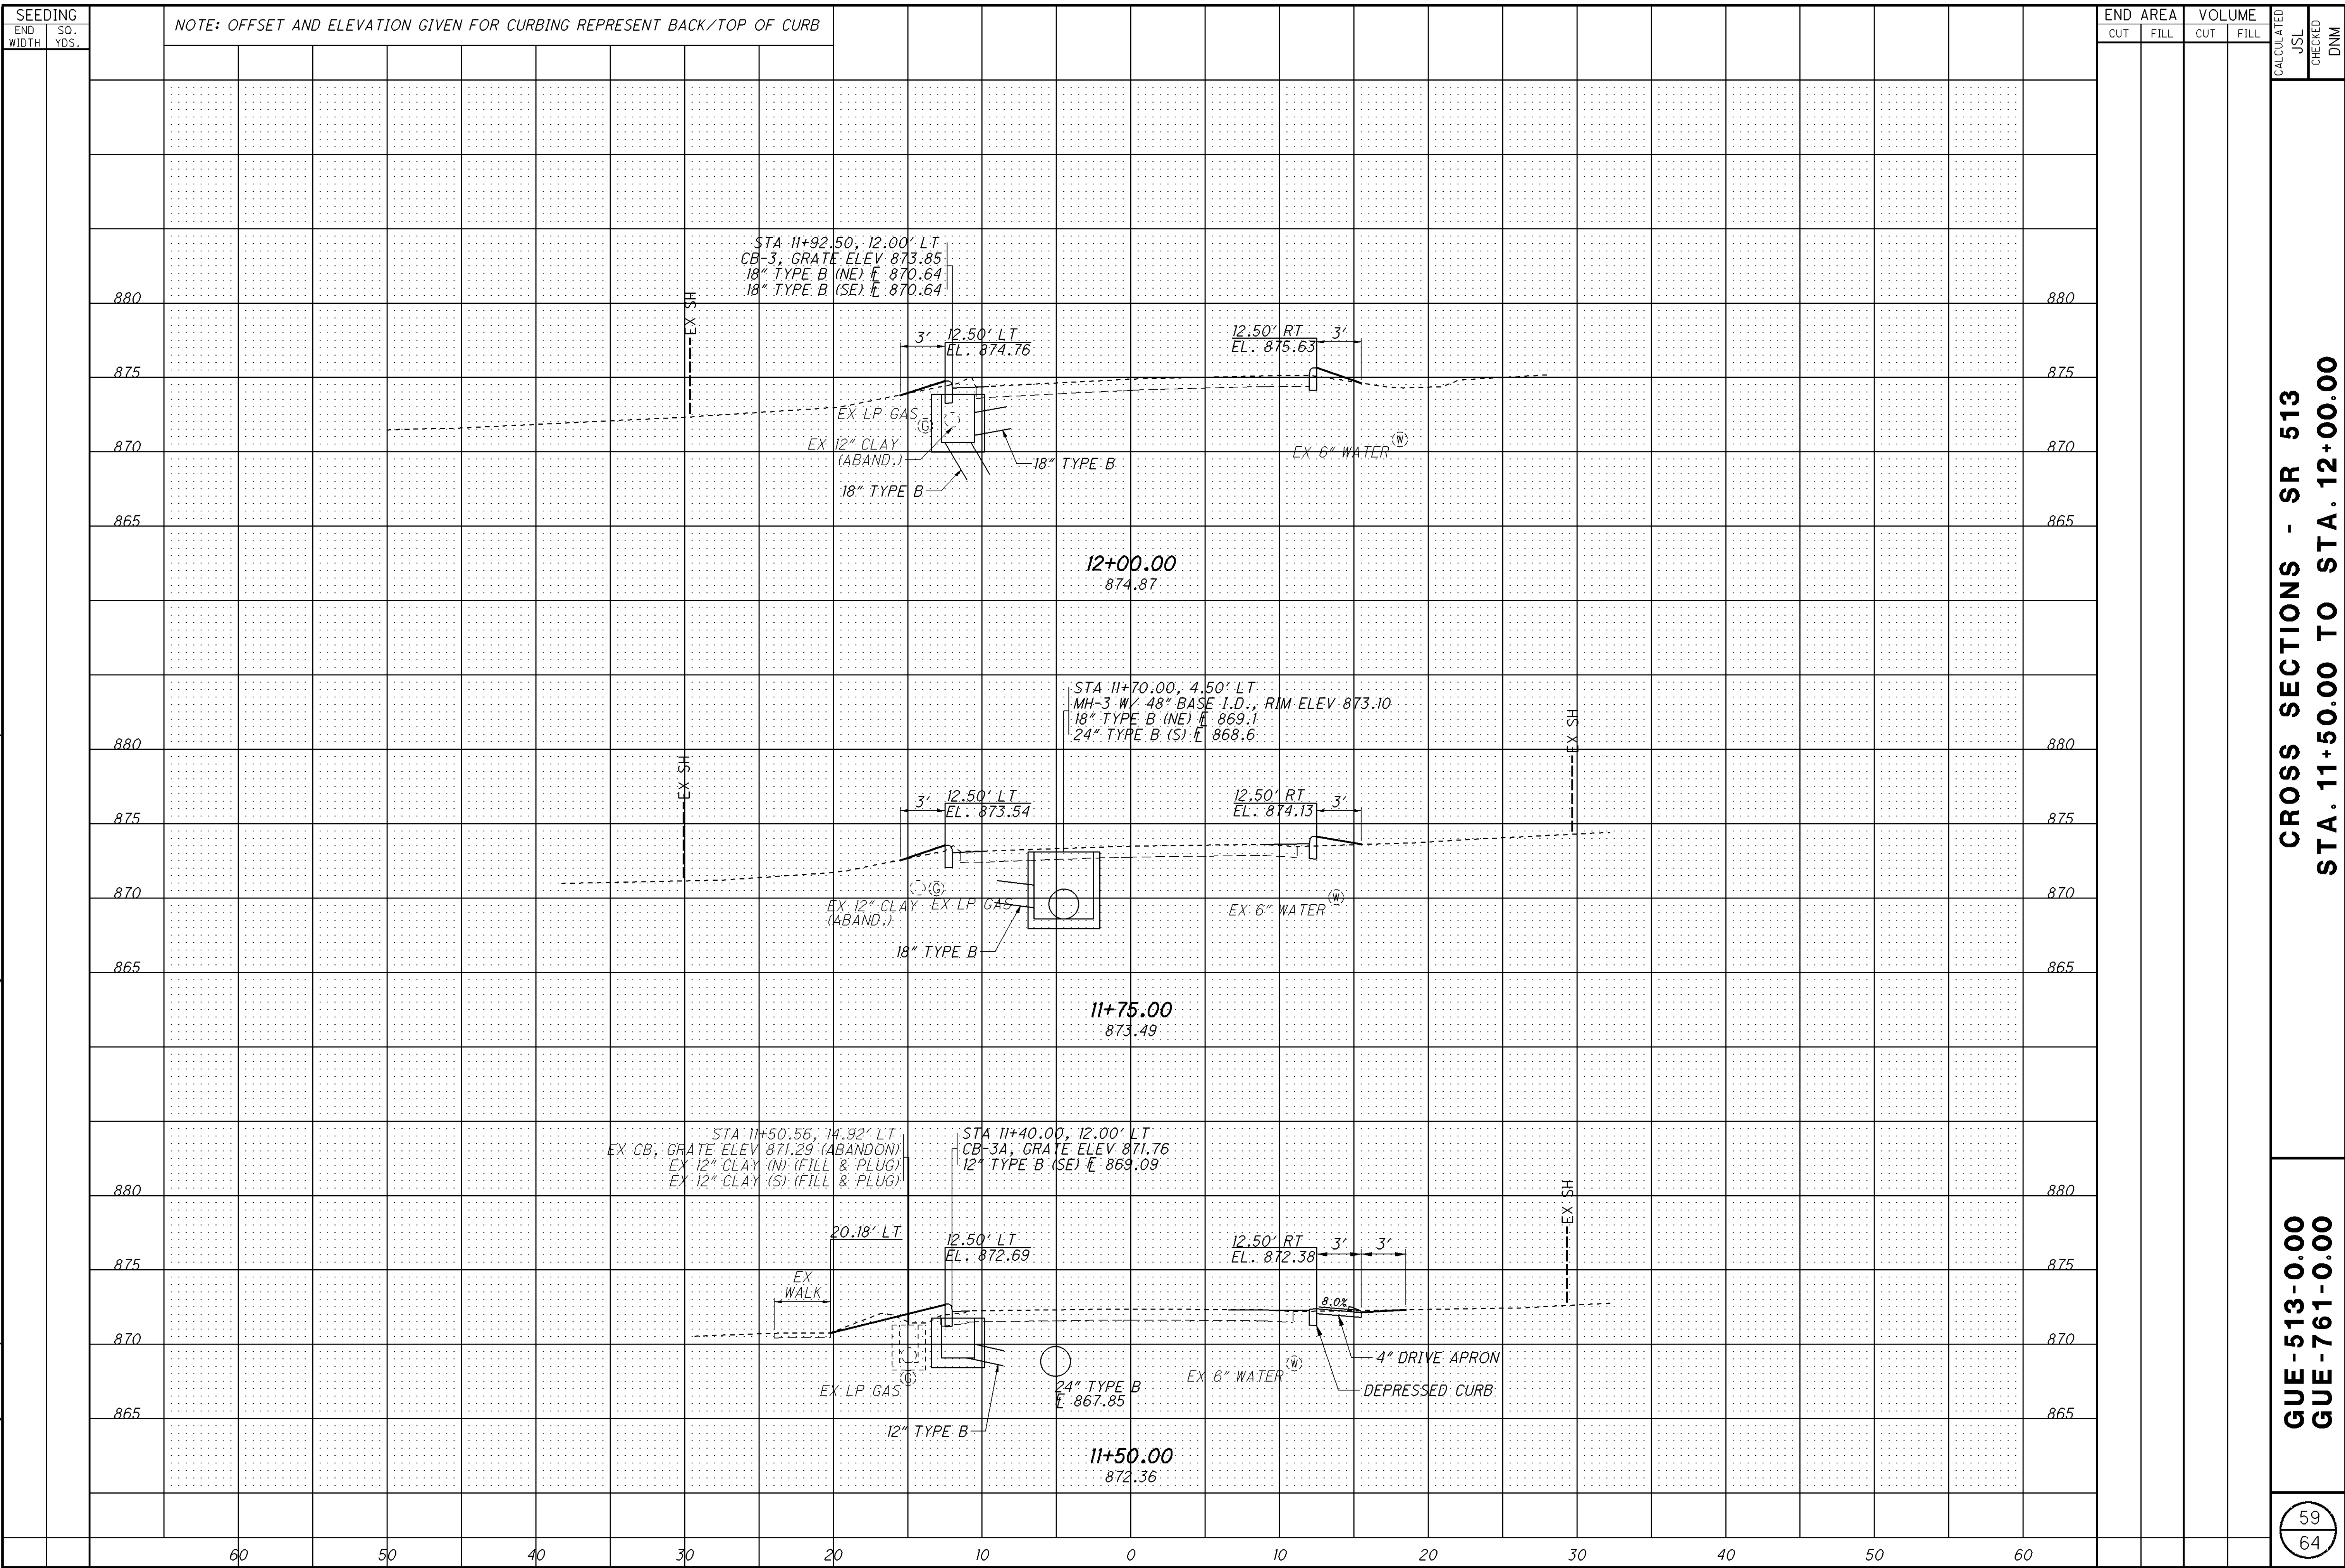 SEEDING
END WIDTH
SQ. YDS.
NOTE: OFFSET AND ELEVATION GIVEN FOR CURBING REPRESENT BACK/TOP OF CURB
END AREA
VOLUME
CUT FILL CUT FILL
CALCULATED
JSL
CHECKED
DNM
STA 11+92.50, 12.00' LT
CB-3, GRATE ELEV 873.85
18" TYPE B (NE) FL 870.64
18" TYPE B (SE) FL 870.64
880 880
EX SH
3' 12.50' LT
EL. 874.76
12.50' RT 3'
EL. 875.63
875 875
EX LP GAS
G
EX 12" CLAY
(ABAND.)
870 870
W
EX 6" WATER
18" TYPE B
18" TYPE B
865 865
12+00.00
874.87
STA 11+70.00, 4.50' LT
MH-3 W/ 48" BASE I.D., RIM ELEV 873.10
18" TYPE B (NE) FL 869.1
24" TYPE B (S) FL 868.6
880 880
EX SH
EX SH
3' 12.50' LT
EL. 873.54
12.50' RT 3'
EL. 874.13
875 875
G
870 870
W
EX 12" CLAY
(ABAND.)
EX LP GAS
EX 6" WATER
18" TYPE B
865 865
11+75.00
873.49
STA 11+50.56, 14.92' LT
EX CB, GRATE ELEV 871.29 (ABANDON)
EX 12" CLAY (N) (FILL & PLUG)
EX 12" CLAY (S) (FILL & PLUG)
STA 11+40.00, 12.00' LT
CB-3A, GRATE ELEV 871.76
12" TYPE B (SE) FL 869.09
880 880
EX SH
20.18' LT
12.50' LT
EL. 872.69
12.50' RT 3' 3'
EL. 872.38
875 875
EX
WALK
8.0%
870 870
4" DRIVE APRON
W
EX 6" WATER
G
EX LP GAS
24" TYPE B
FL 867.85
DEPRESSED CURB
865 865
12" TYPE B
11+50.00
872.36
60 50 40 30 20 10 0 10 20 30 40 50 60
CROSS SECTIONS - SR 513
STA. 11+50.00 TO STA. 12+00.00
GUE-513-0.00
GUE-761-0.00
59
64